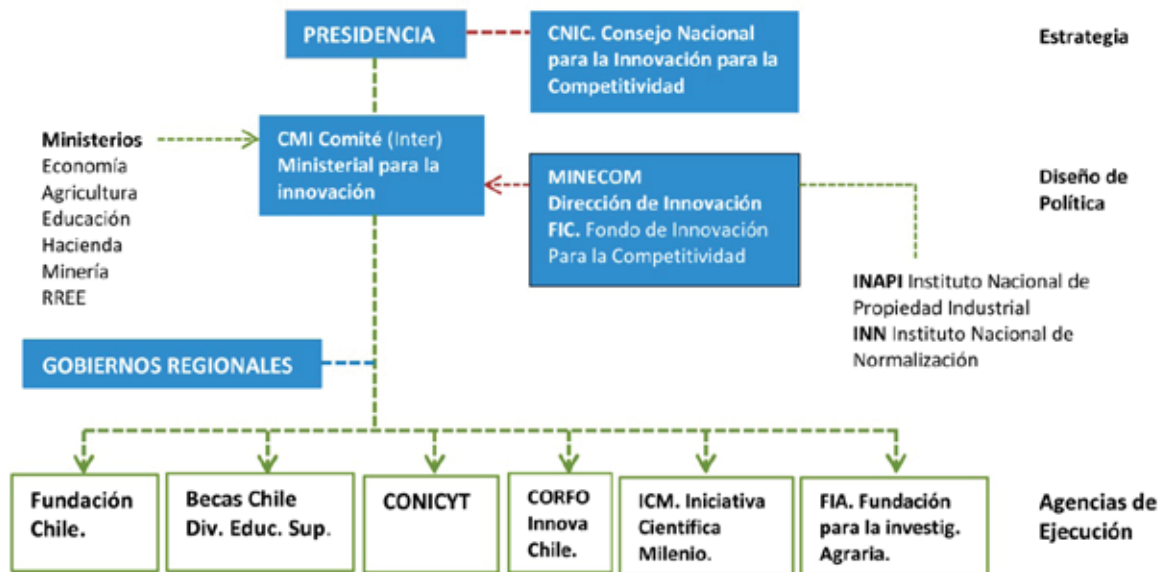 PRESIDENCIA
CNIC. Consejo Nacional
para la Innovación para la
Competitividad
Estrategia
Ministerios
Economía
Agricultura
Educación
Hacienda
Minería
RREE
CMI Comité (Inter)
Ministerial para la
innovación
MINECOM
Dirección de Innovación
FIC. Fondo de Innovación
Para la Competitividad
Diseño de
Política
INAPI Instituto Nacional de
Propiedad Industrial
INN Instituto Nacional de
Normalización
GOBIERNOS REGIONALES
Fundación
Chile.
Becas Chile
Div. Educ. Sup.
CONICYT
CORFO
Innova
Chile.
ICM. Iniciativa
Científica
Milenio.
FIA. Fundación
para la investig.
Agraria.
Agencias de
Ejecución